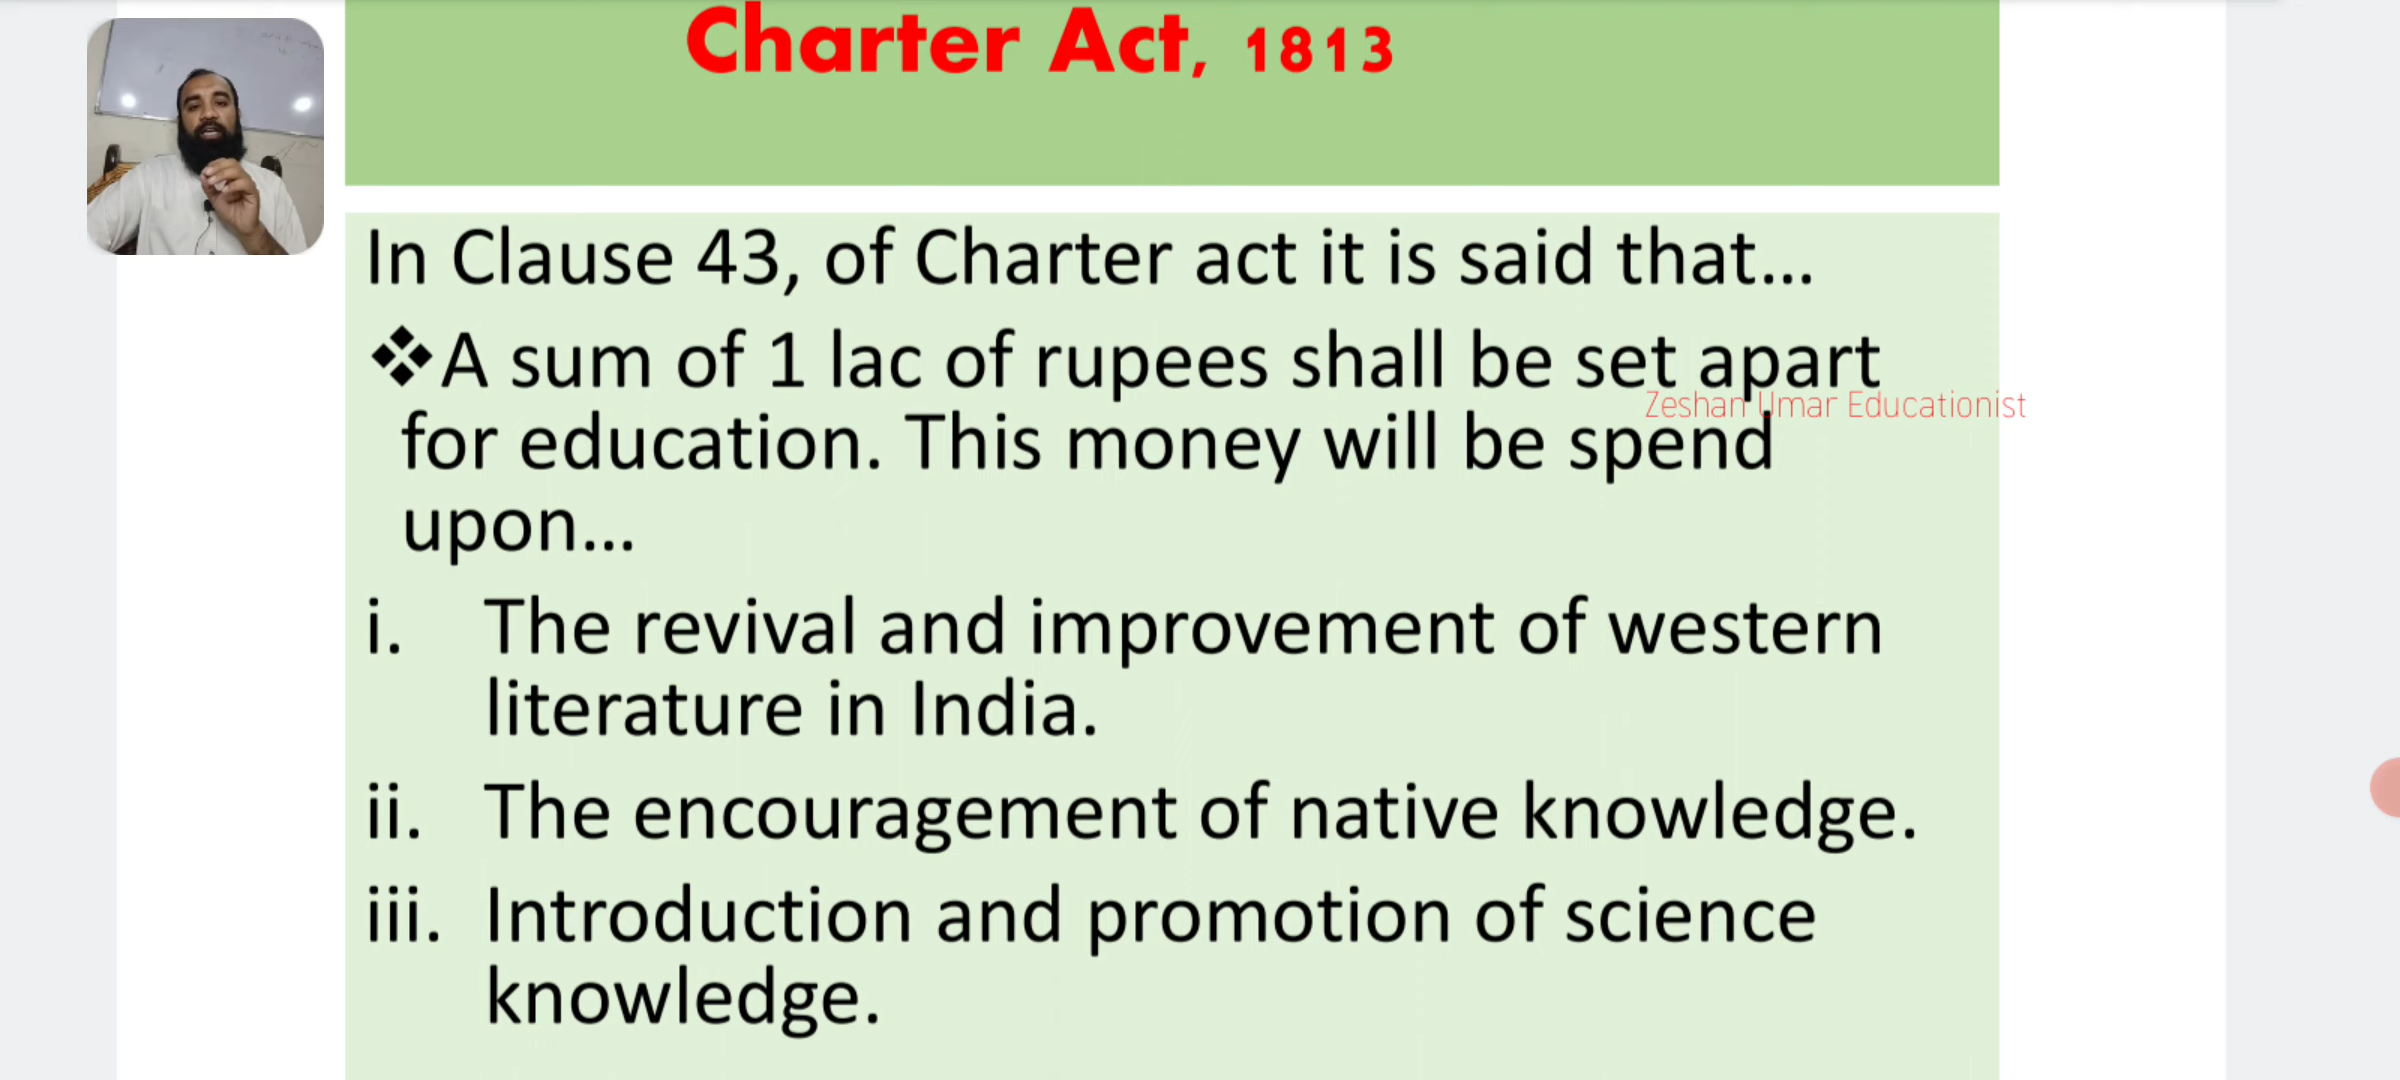 Charter Act, 1813
In Clause 43, of Charter act it is said that...
❖A sum of 1 lac of rupees shall be set apart
Zeshan Umar Educationist
for education. This money will be spend
upon...
i. The revival and improvement of western
literature in India.
ii. The encouragement of native knowledge.
iii. Introduction and promotion of science
knowledge.